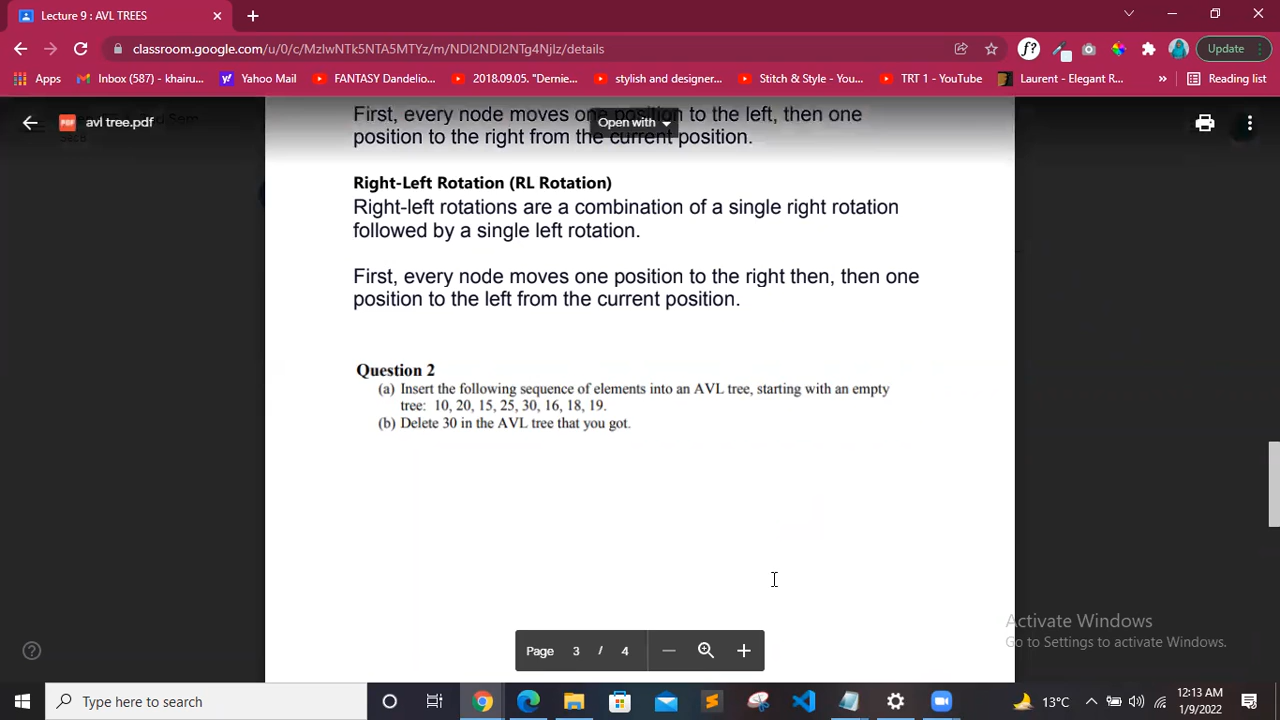 Lecture 9 : AVL TREES
classroom.google.com/u/0/c/MzIwNTk5NTA5MTYz/m/NDI2NDI2NTg4NjIz/details
f?
Update
Apps
Inbox (587) - khairu...
Yahoo Mail
FANTASY Dandelio...
2018.09.05. "Dernie...
stylish and designer...
Stitch & Style - You...
TRT 1 - YouTube
Laurent - Elegant R...
»
Reading list
PDF
avl tree.pdf
Open with
First, every node moves one position to the left, then one
position to the right from the current position.
Right-Left Rotation (RL Rotation)
Right-left rotations are a combination of a single right rotation
followed by a single left rotation.
First, every node moves one position to the right then, then one
position to the left from the current position.
Question 2
(a) Insert the following sequence of elements into an AVL tree, starting with an empty
tree: 10, 20, 15, 25, 30, 16, 18, 19.
(b) Delete 30 in the AVL tree that you got.
Activate Windows
Go to Settings to activate Windows.
Page 3 / 4
Type here to search
13°C
12:13 AM
1/9/2022